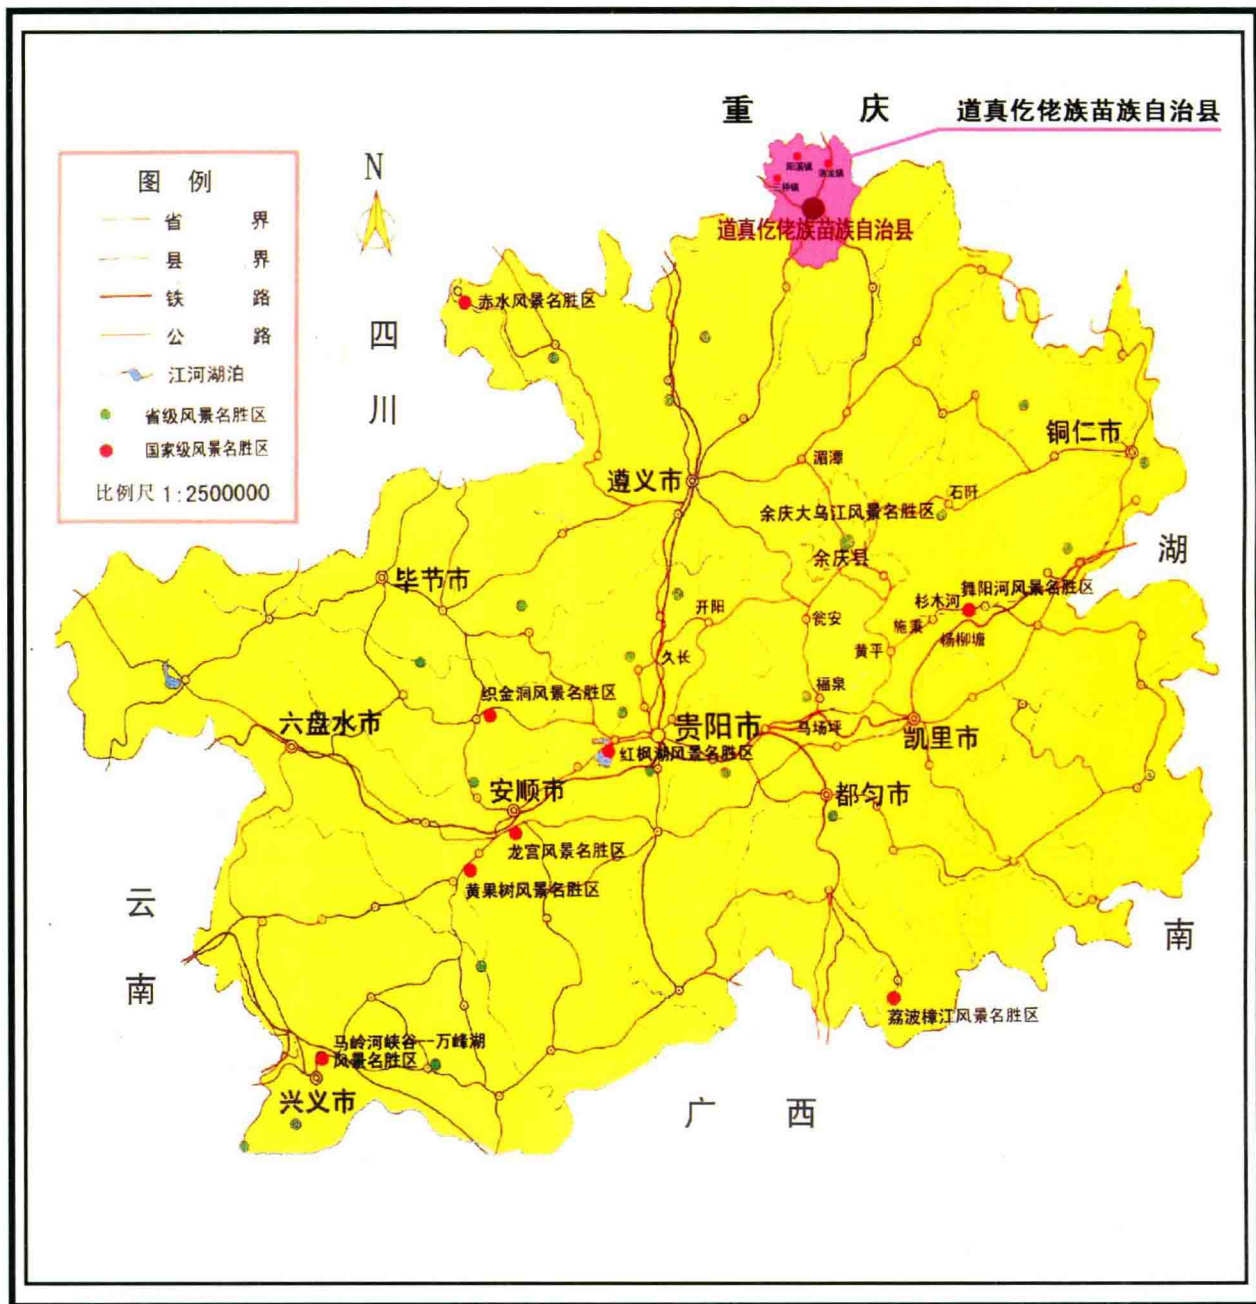 重 庆
道真仡佬族苗族自治县
图 例
省 界
县 界
铁 路
公 路
江河湖泊
省级风景名胜区
国家级风景名胜区
比例尺 1:2500000
N
阳溪镇
三桥镇
道真仡佬族苗族自治县
赤水风景名胜区
四
川
铜仁市
湄潭
遵义市
石阡
余庆大乌江风景名胜区
湖
余庆县
毕节市
舞阳河风景名胜区
杉木河
开阳
瓮安
施秉
杨柳塘
黄平
久长
福泉
织金洞风景名胜区
六盘水市
贵阳市
马场坪
凯里市
红枫湖风景名胜区
安顺市
都匀市
龙宫风景名胜区
黄果树风景名胜区
云
南
南
荔波樟江风景名胜区
马岭河峡谷--万峰湖
风景名胜区
兴义市
广 西